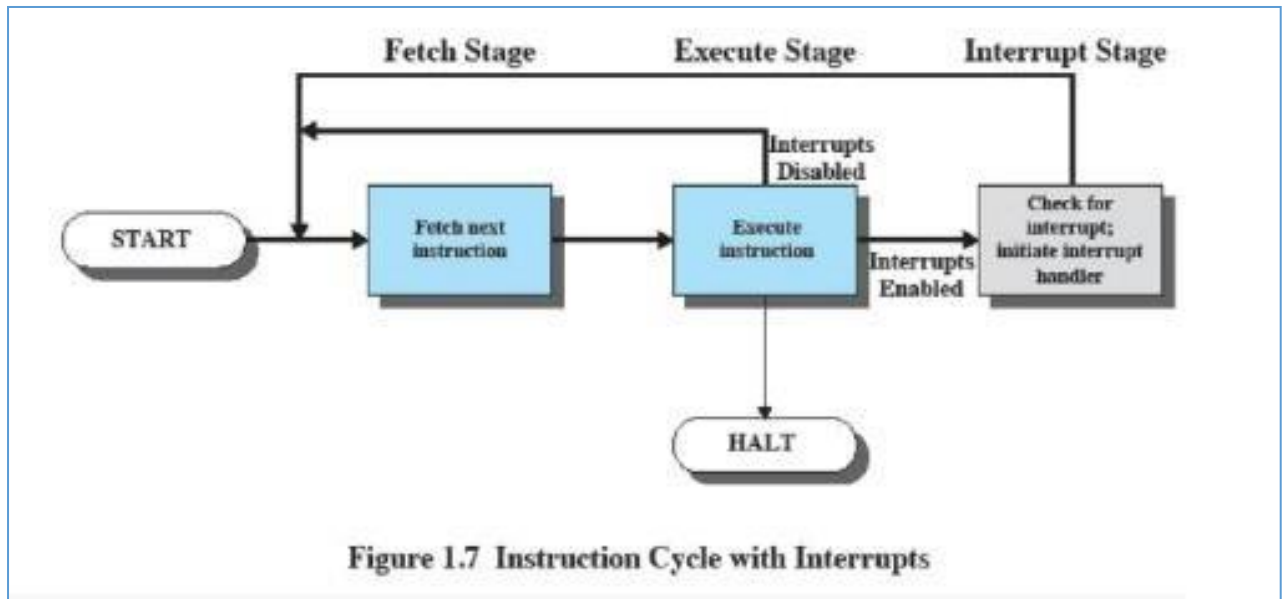 Fetch Stage
Execute Stage
Interrupt Stage
Interrupts
Disabled
START
Fetch next
instruction
Execute
instruction
Interrupts
Enabled
Check for
interrupt;
initiate interrupt
handler
HALT
Figure 1.7 Instruction Cycle with Interrupts